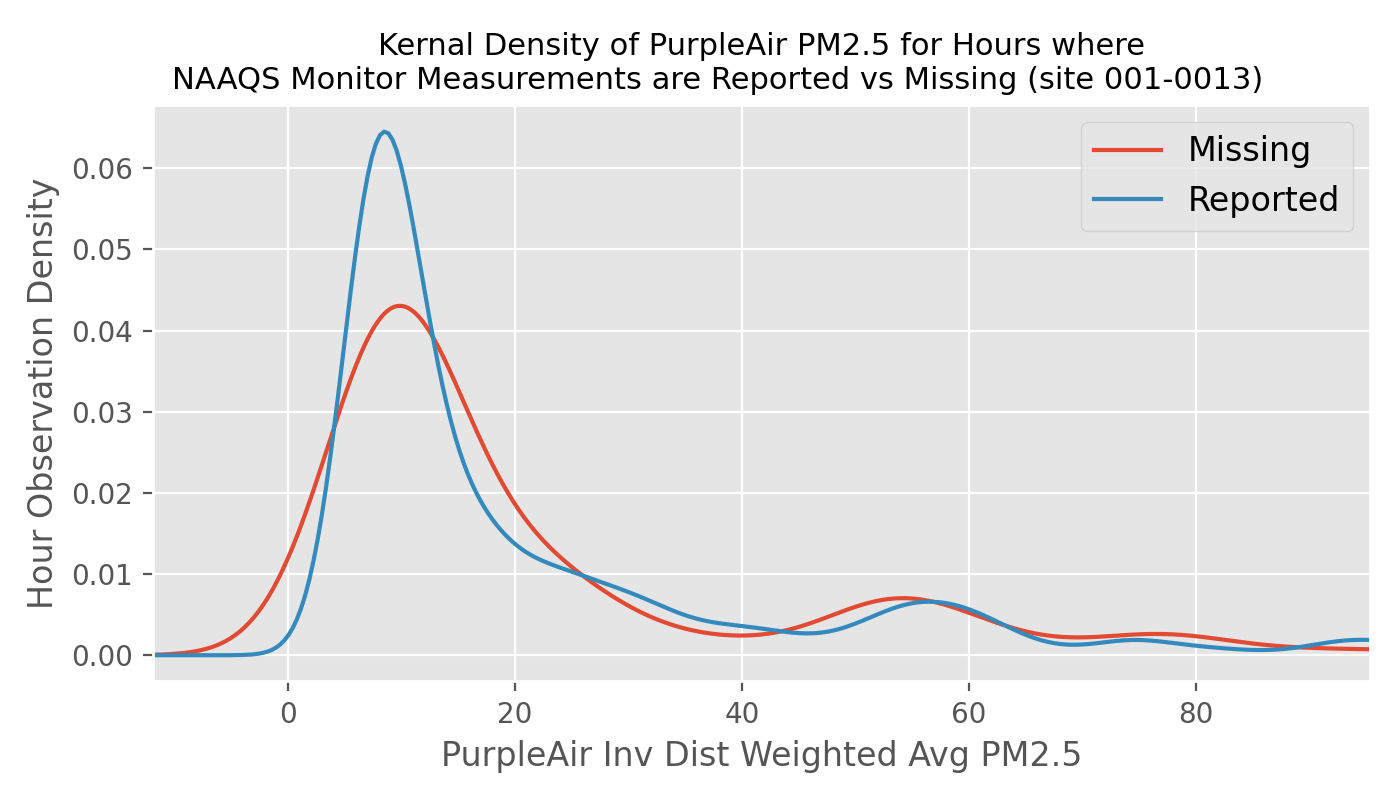 Kernal Density of PurpleAir PM2.5 for Hours where
NAAQS Monitor Measurements are Reported vs Missing (site 001-0013)
Missing
Reported
Hour Observation Density
0.06
0.05
0.04
0.03
0.02
0.01
0.00
0 20 40 60 80
PurpleAir Inv Dist Weighted Avg PM2.5